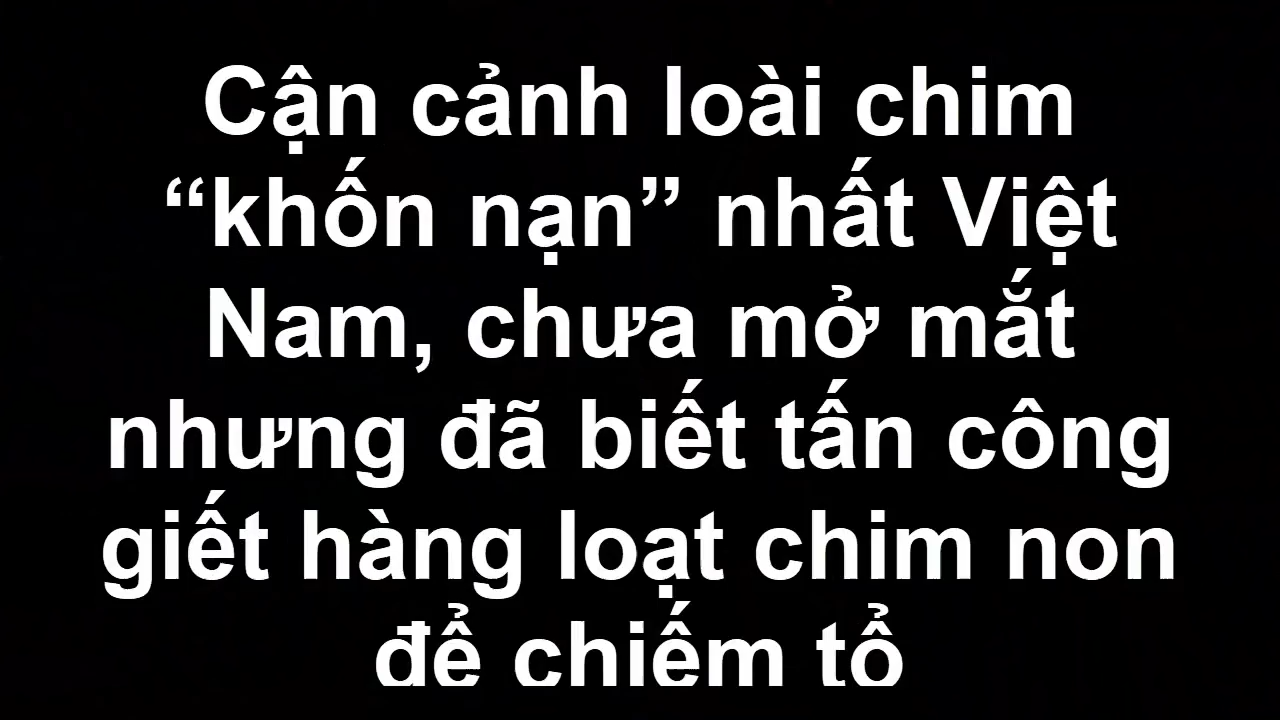 Cận cảnh loài chim
“khốn nạn” nhất Việt
Nam, chưa mở mắt
nhưng đã biết tấn công
giết hàng loạt chim non
để chiếm tổ